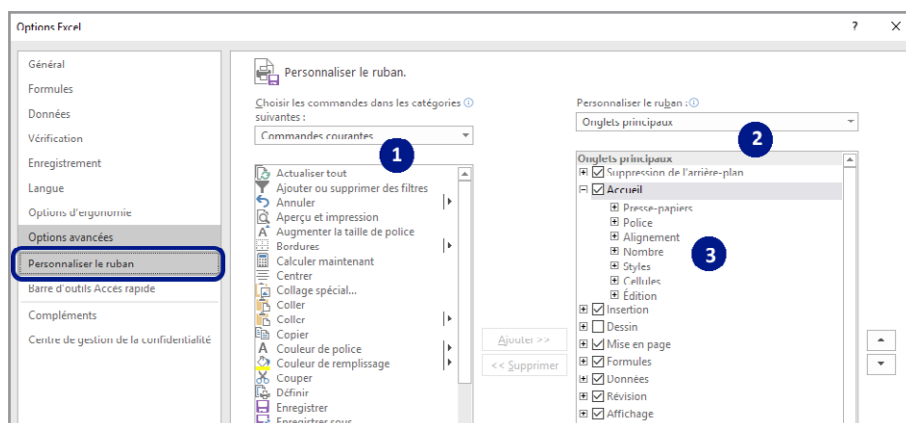 Options Excel
?
X
Général
Formules
Données
Vérification
Enregistrement
Langue
Options d'ergonomie
Options avancées
Personnaliser le ruban
Barre d'outils Accès rapide
Compléments
Centre de gestion de la confidentialité
Personnaliser le ruban.
Choisir les commandes dans les catégories
suivantes :
Commandes courantes
1
Actualiser tout
Ajouter ou supprimer des filtres
Annuler
Aperçu et impression
Augmenter la taille de police
Bordures
Calculer maintenant
Centrer
Collage spécial...
Coller
Coller
Copier
Couleur de police
Couleur de remplissage
Couper
Définir
Enregistrer
Enregistrer sous
Ajouter >>
<< Supprimer
Personnaliser le ruban :
Onglets principaux
2
Onglets principaux
Suppression de l'arrière-plan
Accueil
Presse-papiers
Police
Alignement
Nombre
3
Styles
Cellules
Édition
Insertion
Dessin
Mise en page
Formules
Données
Révision
Affichage